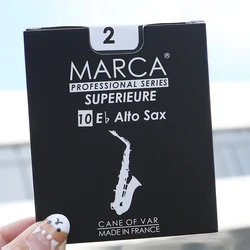 2
MARCA®
PROFESSIONAL SERIES
SUPERIEURE
10 E♭ Alto Sax
CANE OF VAR
MADE IN FRANCE